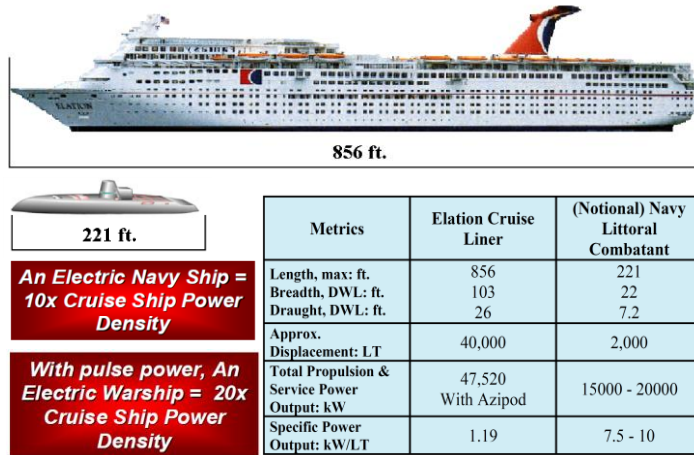 ELATION
856 ft.
221 ft.
An Electric Navy Ship =
10x Cruise Ship Power
Density
With pulse power, An
Electric Warship = 20x
Cruise Ship Power
Density
Metrics
Elation Cruise
Liner
(Notional) Navy
Littoral
Combatant
Length, max: ft.
856
221
Breadth, DWL: ft.
103
22
Draught, DWL: ft.
26
7.2
Approx.
Displacement: LT
40,000
2,000
Total Propulsion &
Service Power
Output: kW
47,520
With Azipod
15000 - 20000
Specific Power
Output: kW/LT
1.19
7.5 - 10